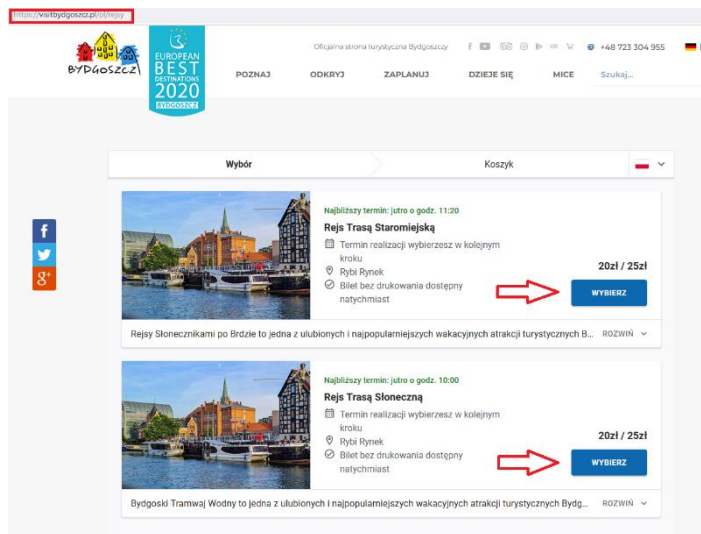 https://visitbydgoszcz.pl/pl/rejsy
BYDGOSZCZ
EUROPEAN
BEST
DESTINATIONS
2020
BYDGOSZCZ
Oficjalna strona turystyczna Bydgoszczy
+48 723 304 955
POZNAJ ODKRYJ ZAPLANUJ DZIEJE SIĘ MICE Szukaj...
Wybór Koszyk
Najbliższy termin: jutro o godz. 11:20
Rejs Trasą Staromiejską
Termin realizacji wybierzesz w kolejnym
kroku
Rybi Rynek
Bilet bez drukowania dostępny
natychmiast
20zł / 25zł
WYBIERZ
Rejsy Słonecznikami po Brdzie to jedna z ulubionych i najpopularniejszych wakacyjnych atrakcji turystycznych B... ROZWIŃ
Najbliższy termin: jutro o godz. 10:00
Rejs Trasą Słoneczną
Termin realizacji wybierzesz w kolejnym
kroku
Rybi Rynek
Bilet bez drukowania dostępny
natychmiast
20zł / 25zł
WYBIERZ
Bydgoski Tramwaj Wodny to jedna z ulubionych i najpopularniejszych wakacyjnych atrakcji turystycznych Bydg... ROZWIŃ
f
g+